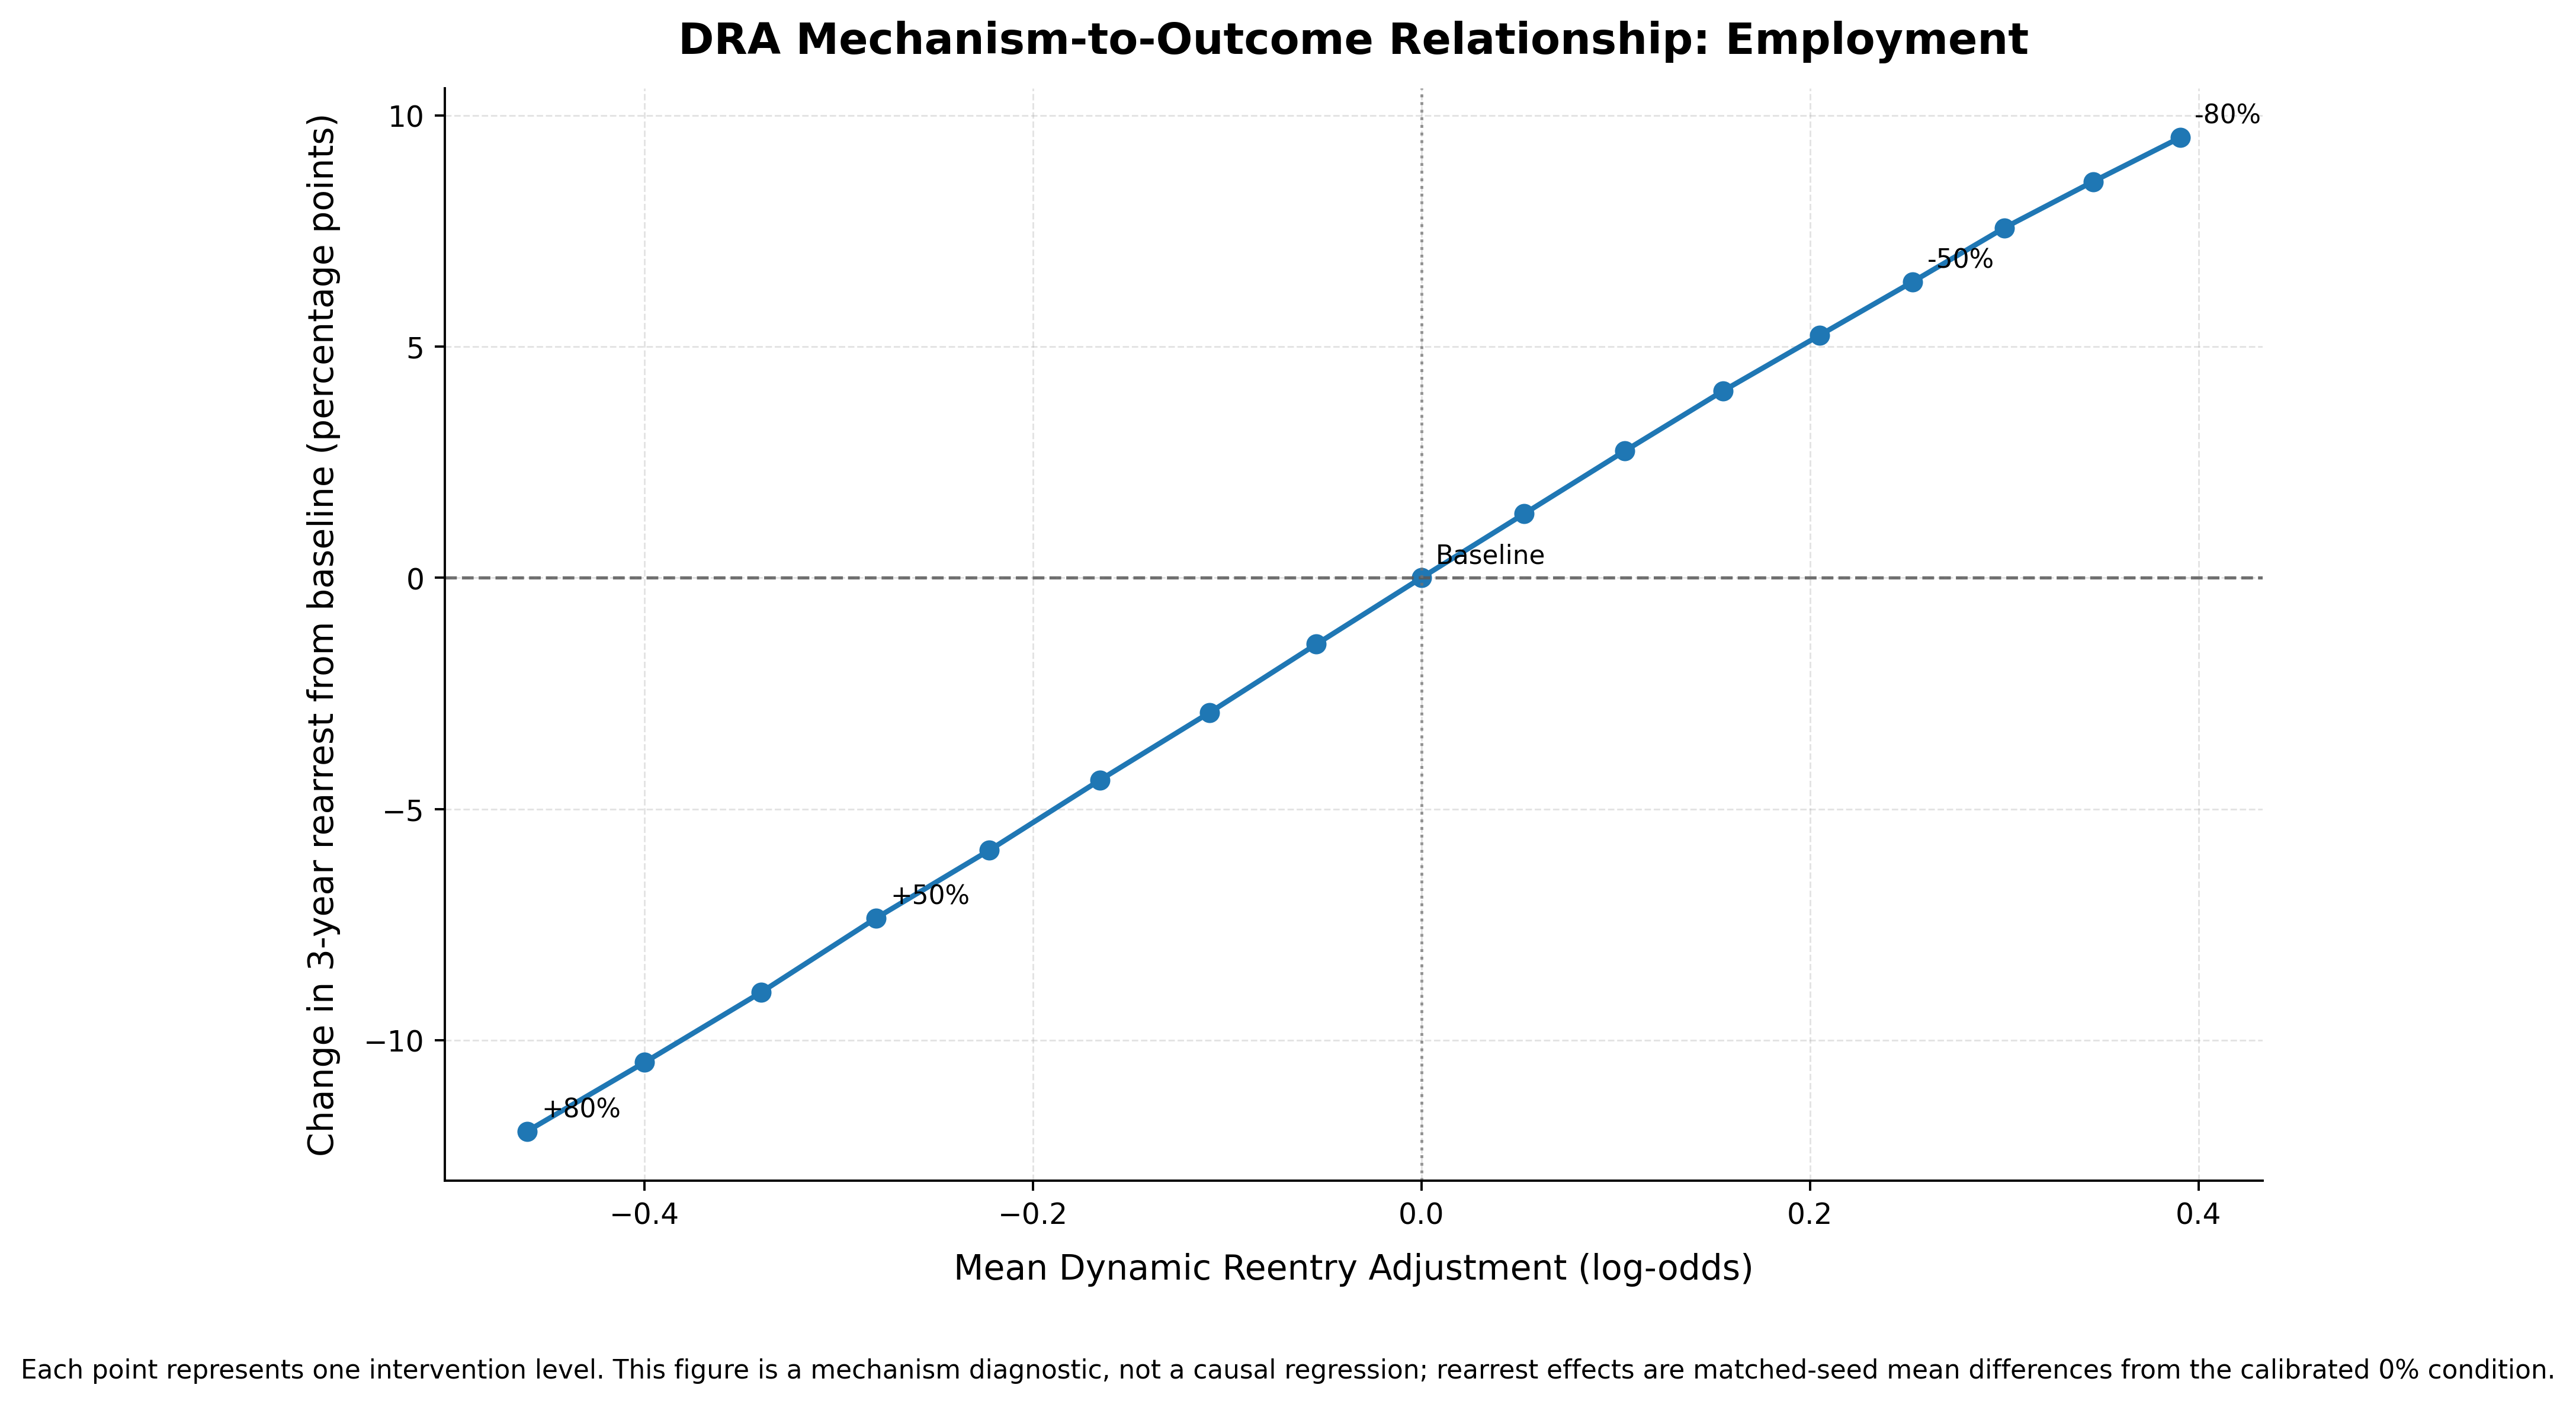 DRA Mechanism-to-Outcome Relationship: Employment
Change in 3-year rearrest from baseline (percentage points)
10
5
0
−5
−10
-80%
-50%
Baseline
+50%
+80%
−0.4
−0.2
0.0
0.2
0.4
Mean Dynamic Reentry Adjustment (log-odds)
Each point represents one intervention level. This figure is a mechanism diagnostic, not a causal regression; rearrest effects are matched-seed mean differences from the calibrated 0% condition.